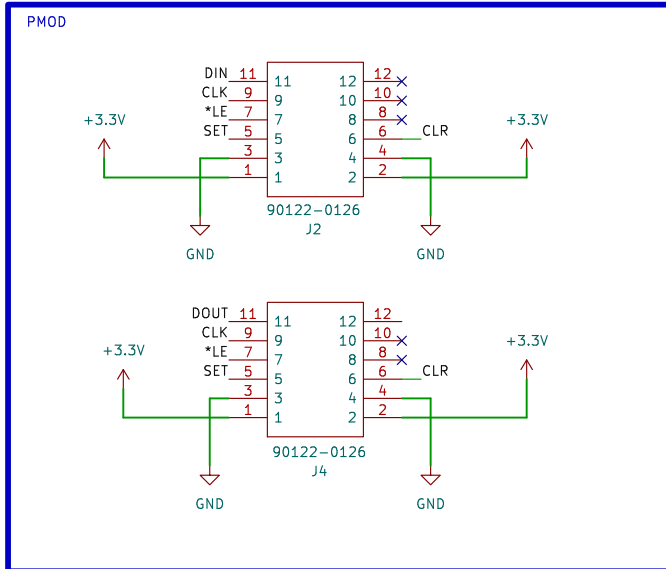 PMOD
DIN 11 11 12 12
CLK 9 9 10 10
*LE 7 7 8 8
+3.3V +3.3V
SET 5 5 6 6 CLR
3 3 4 4
1 1 2 2
90122-0126
J2
GND GND
DOUT 11 11 12 12
CLK 9 9 10 10
+3.3V +3.3V
*LE 7 7 8 8
SET 5 5 6 6 CLR
3 3 4 4
1 1 2 2
90122-0126
J4
GND GND